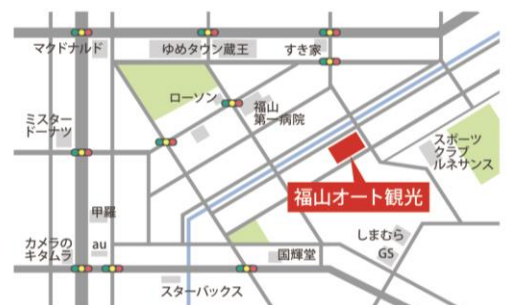 マクドナルド
ゆめタウン蔵王
すき家
ローソン
福山
第一病院
ミスター
ドーナツ
スポーツ
クラブ
ルネサンス
福山オート観光
甲羅
カメラの
キタムラ
au
しまむら
GS
国輝堂
スターバックス